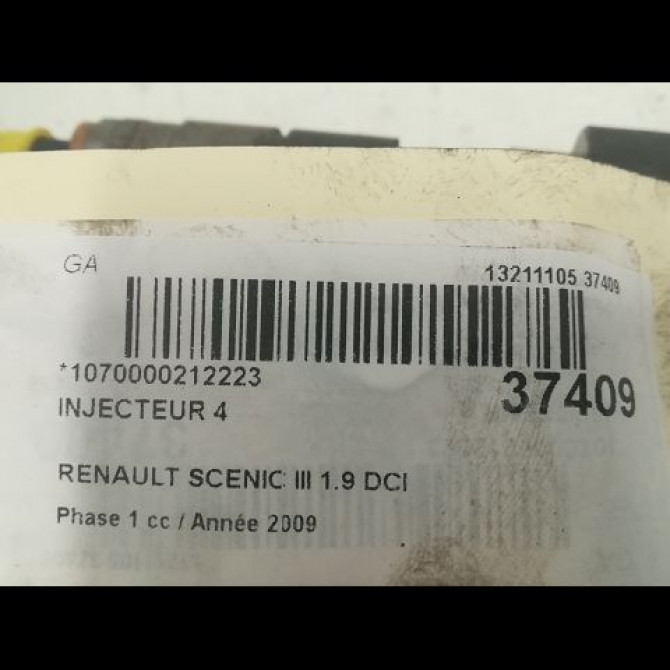 GA
13211105 37409
*1070000212223
37409
INJECTEUR 4
RENAULT SCENIC III 1.9 DCI
Phase 1 cc / Année 2009